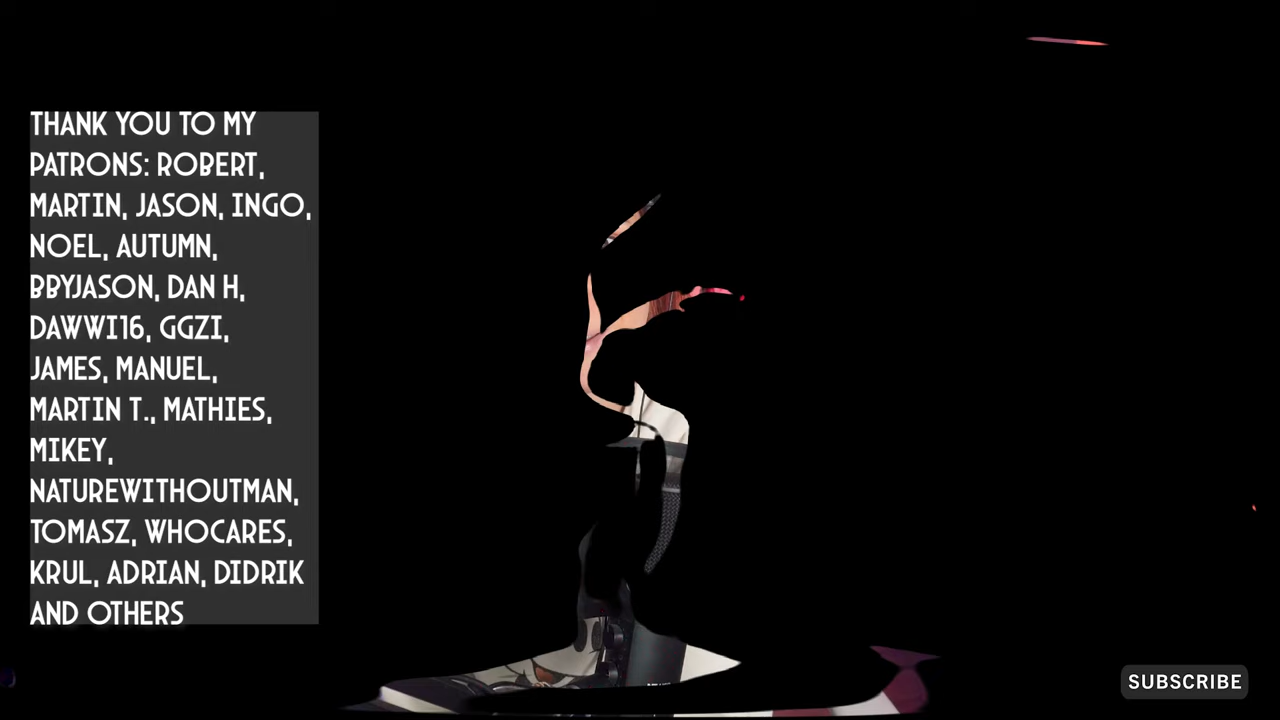 THANK YOU TO MY
PATRONS: ROBERT,
MARTIN, JASON, INGO,
NOEL, AUTUMN,
BBYJASON, DAN H,
DAWWI16, GGZI,
JAMES, MANUEL,
MARTIN T., MATHIES,
MIKEY,
NATUREWITHOUTMAN,
TOMASZ, WHOCARES,
KRUL, ADRIAN, DIDRIK
AND OTHERS
SUBSCRIBE